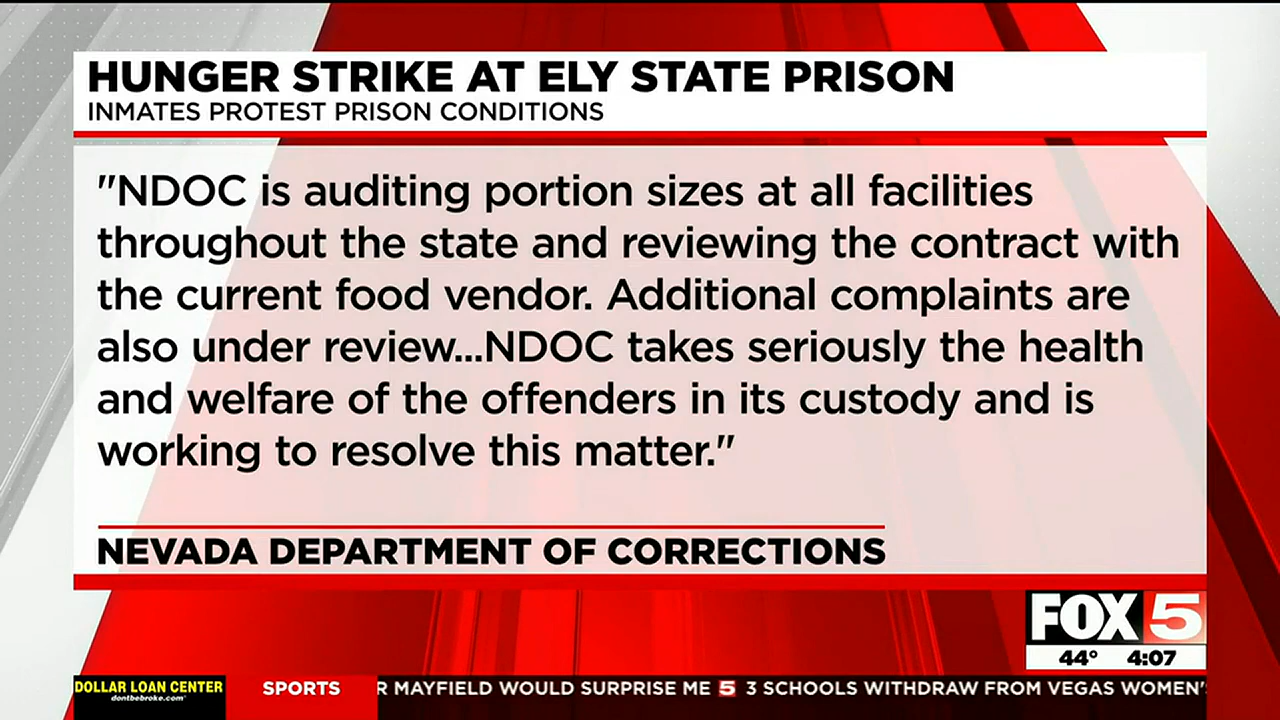 HUNGER STRIKE AT ELY STATE PRISON
INMATES PROTEST PRISON CONDITIONS
"NDOC is auditing portion sizes at all facilities
throughout the state and reviewing the contract with
the current food vendor. Additional complaints are
also under review...NDOC takes seriously the health
and welfare of the offenders in its custody and is
working to resolve this matter."
NEVADA DEPARTMENT OF CORRECTIONS
FOX 5
44° 4:07
DOLLAR LOAN CENTER
dontbebroke.com
SPORTS
R MAYFIELD WOULD SURPRISE ME 5 3 SCHOOLS WITHDRAW FROM VEGAS WOMEN'